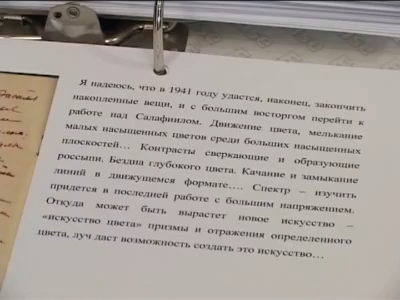 Я надеюсь, что в 1941 году удастся, наконец, закончить
накопленные вещи, и с большим восторгом перейти к
работе над Салафиилом. Движение цвета, мелькание
малых насыщенных цветов среди больших насыщенных
плоскостей… Контрасты сверкающие и образующие
россыпи. Бездна глубокого цвета. Качание и замыкание
линий в движущемся формате…. Спектр – изучить
придется в последней работе с большим напряжением.
Откуда может быть вырастет новое искусство –
«искусство цвета» призмы и отражения определенного
цвета, луч даст возможность создать это искусство…